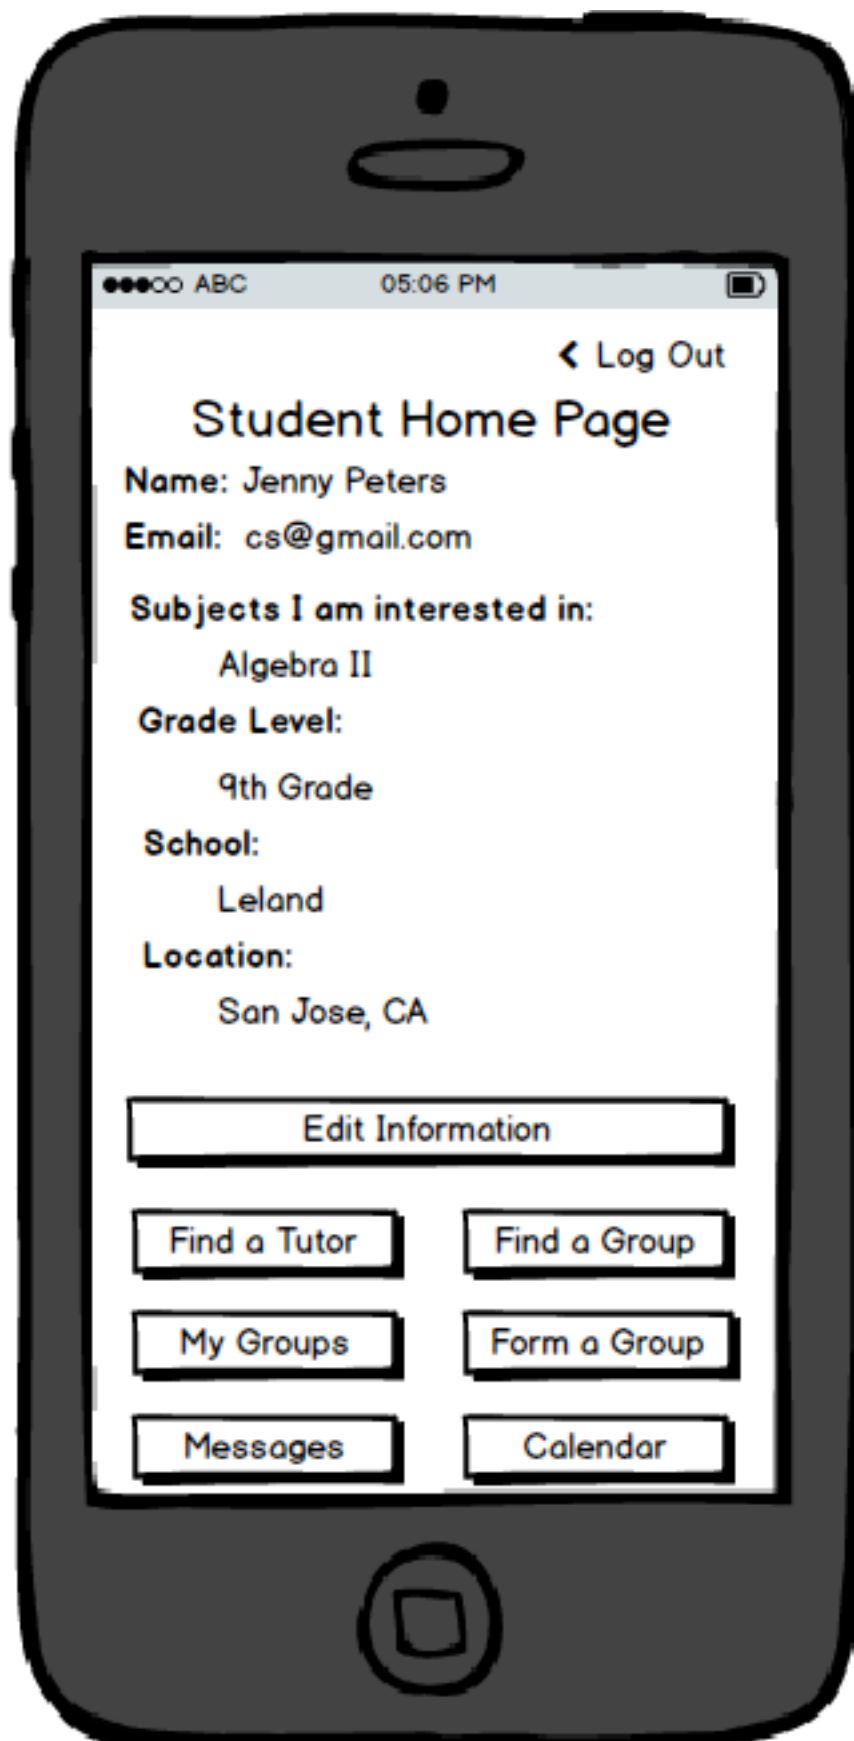 ABC 05:06 PM
Log Out
Student Home Page
Name: Jenny Peters
Email: cs@gmail.com
Subjects I am interested in:
Algebra II
Grade Level:
9th Grade
School:
Leland
Location:
San Jose, CA
Edit Information
Find a Tutor Find a Group
My Groups Form a Group
Messages Calendar